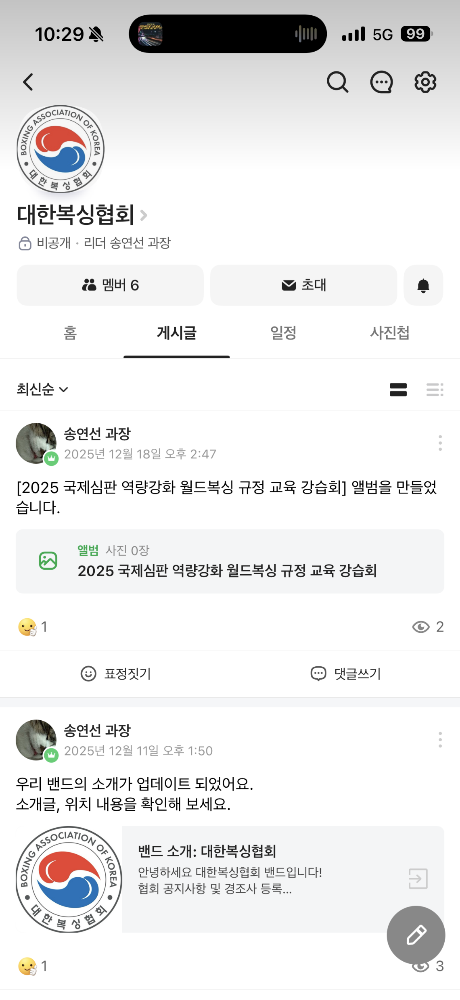 10:29
5G
99
BOXING ASSOCIATION OF KOREA
대한복싱협회
대한복싱협회
비공개 · 리더 송연선 과장
멤버 6
초대
홈
게시글
일정
사진첩
최신순
송연선 과장
2025년 12월 18일 오후 2:47
[2025 국제심판 역량강화 월드복싱 규정 교육 강습회] 앨범을 만들었
습니다.
앨범 사진 0장
2025 국제심판 역량강화 월드복싱 규정 교육 강습회
1
2
표정짓기
댓글쓰기
송연선 과장
2025년 12월 11일 오후 1:50
우리 밴드의 소개가 업데이트 되었어요.
소개글, 위치 내용을 확인해 보세요.
BOXING ASSOCIATION OF KOREA
대한복싱협회
밴드 소개: 대한복싱협회
안녕하세요 대한복싱협회 밴드입니다!
협회 공지사항 및 경조사 등록...
1
3